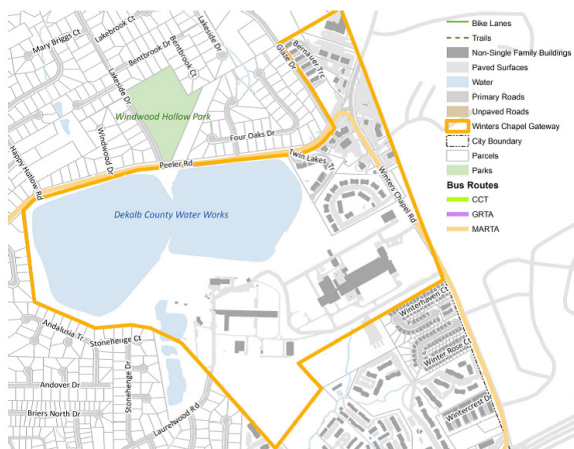 Mary Briggs Ct
Lakebrook Ct
Lakeside Dr
Bentbrook Dr
Bentbrook Ct
Glaze Dr
Bernauer Trc
Lakeside Dr
Windwood Hollow Park
Windwood Dr
Four Oaks Dr
Peeler Rd
Twin Lakes Tr
Happy Hollow Rd
Winters Chapel Rd
Dekalb County Water Works
Winterhaven Ct
Winter Rose Ct
Wintercrest Dr
Andalusia Tr
Stonehenge Ct
Andover Dr
Stonehenge Dr
Briers North Dr
Laurelwood Rd
Bike Lanes
Trails
Non-Single Family Buildings
Paved Surfaces
Water
Primary Roads
Unpaved Roads
Winters Chapel Gateway
City Boundary
Parcels
Parks
Bus Routes
CCT
GRTA
MARTA